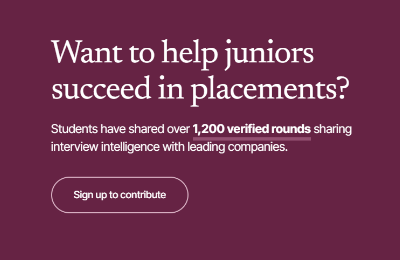 Want to help juniors
succeed in placements?
Students have shared over 1,200 verified rounds sharing
interview intelligence with leading companies.
Sign up to contribute